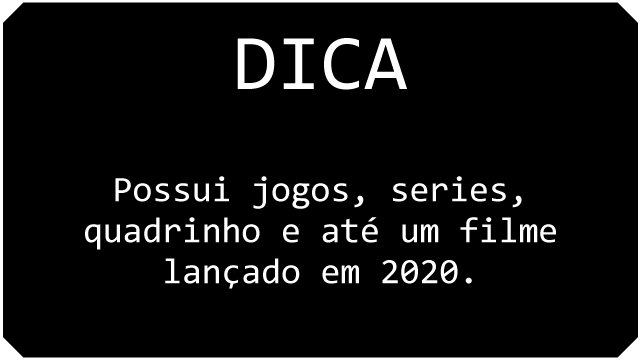 DICA
Possui jogos, series,
quadrinho e até um filme
lançado em 2020.